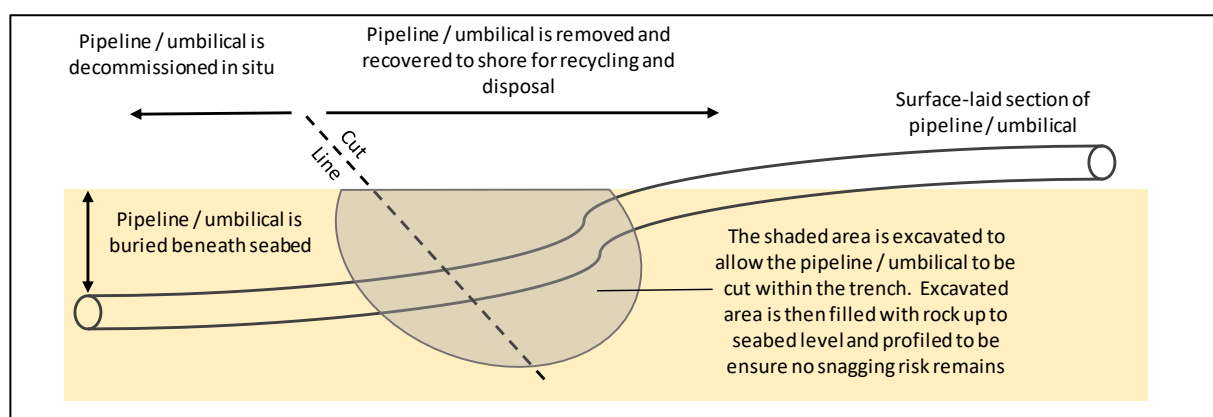 Pipeline / umbilical is
decommissioned in situ
Pipeline / umbilical is removed and
recovered to shore for recycling and
disposal
Surface-laid section of
pipeline / umbilical
Cut
Line
Pipeline / umbilical is
buried beneath seabed
The shaded area is excavated to
allow the pipeline / umbilical to be
cut within the trench. Excavated
area is then filled with rock up to
seabed level and profiled to be
ensure no snagging risk remains